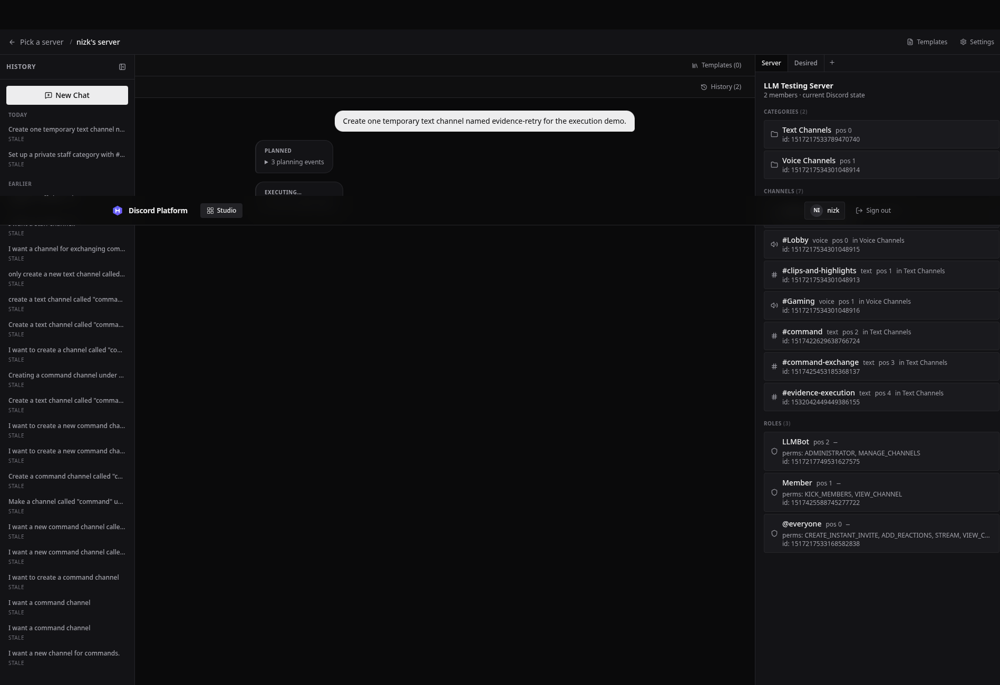 Pick a server / nizk's server
Templates
Settings
HISTORY
New Chat
TODAY
Create one temporary text channel n...
STALE
Set up a private staff category with #...
STALE
EARLIER
STALE
I want a channel for exchanging com...
STALE
only create a new text channel called...
STALE
create a text channel called "comma...
STALE
Create a text channel called "comma...
STALE
I want to create a channel called "co...
STALE
Creating a command channel under ...
STALE
Create a text channel called "comma...
STALE
I want to create a new command cha...
STALE
I want to create a new command cha...
STALE
Create a command channel called "c...
STALE
Make a channel called "command" u...
STALE
I want a new command channel calle...
STALE
I want a new command channel calle...
STALE
I want to create a command channel
STALE
I want a command channel
STALE
I want a command channel
STALE
I want a new channel for commands.
STALE
Templates (0)
History (2)
Create one temporary text channel named evidence-retry for the execution demo.
PLANNED
3 planning events
EXECUTING...
Discord Platform
Studio
NI nizk
Sign out
Server
Desired
+
LLM Testing Server
2 members · current Discord state
CATEGORIES (2)
Text Channels pos 0
id: 1517217533789470740
Voice Channels pos 1
id: 1517217534301048914
CHANNELS (7)
#Lobby voice pos 0 in Voice Channels
id: 1517217534301048915
#clips-and-highlights text pos 1 in Text Channels
id: 1517217534301048913
#Gaming voice pos 1 in Voice Channels
id: 1517217534301048916
#command text pos 2 in Text Channels
id: 1517422629638766724
#command-exchange text pos 3 in Text Channels
id: 1517425453185368137
#evidence-execution text pos 4 in Text Channels
id: 1532042449449386155
ROLES (3)
LLMBot pos 2 —
perms: ADMINISTRATOR, MANAGE_CHANNELS
id: 1517217749531627575
Member pos 1 —
perms: KICK_MEMBERS, VIEW_CHANNEL
id: 1517425588745277722
@everyone pos 0 —
perms: CREATE_INSTANT_INVITE, ADD_REACTIONS, STREAM, VIEW_C...
id: 1517217533168582838